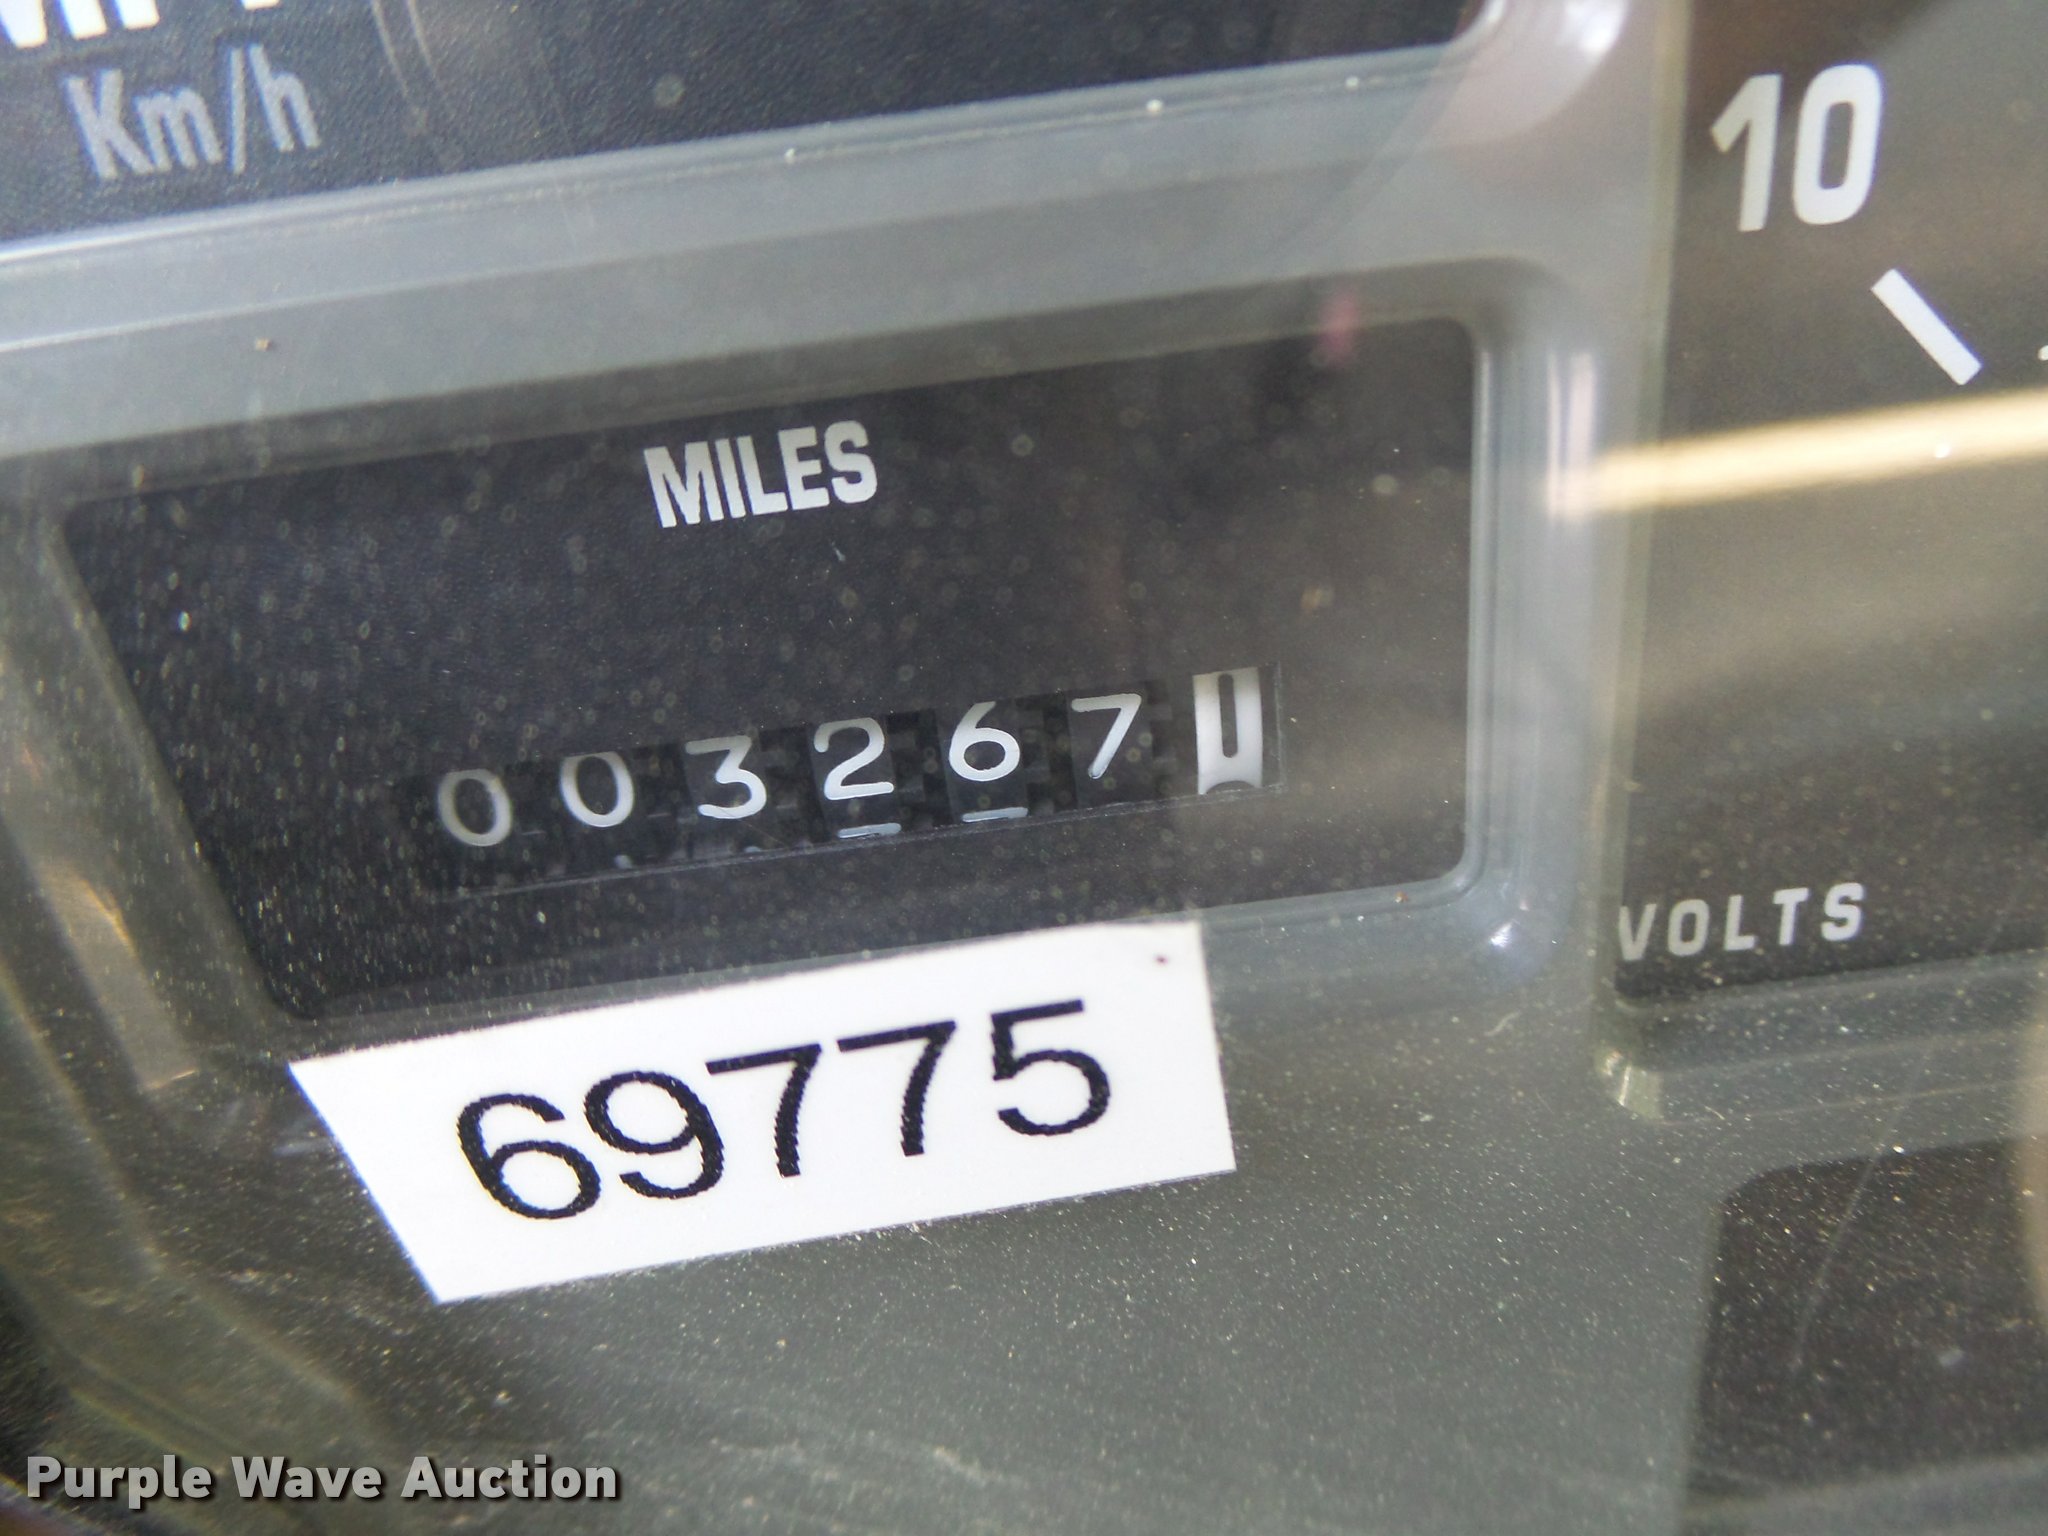 Km/h
10
MILES
003267
VOLTS
69775
Purple Wave Auction